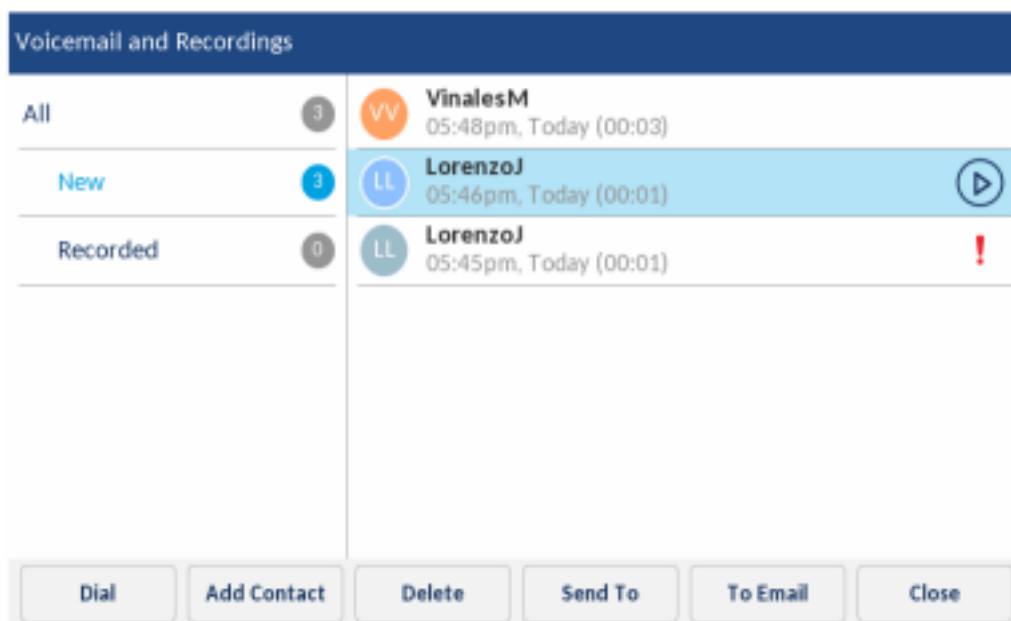 Voicemail and Recordings
All 3
New 3
Recorded 0
VV VinalesM
05:48pm, Today (00:03)
LL LorenzoJ
05:46pm, Today (00:01)
LL LorenzoJ
05:45pm, Today (00:01) !
Dial Add Contact Delete Send To To Email Close